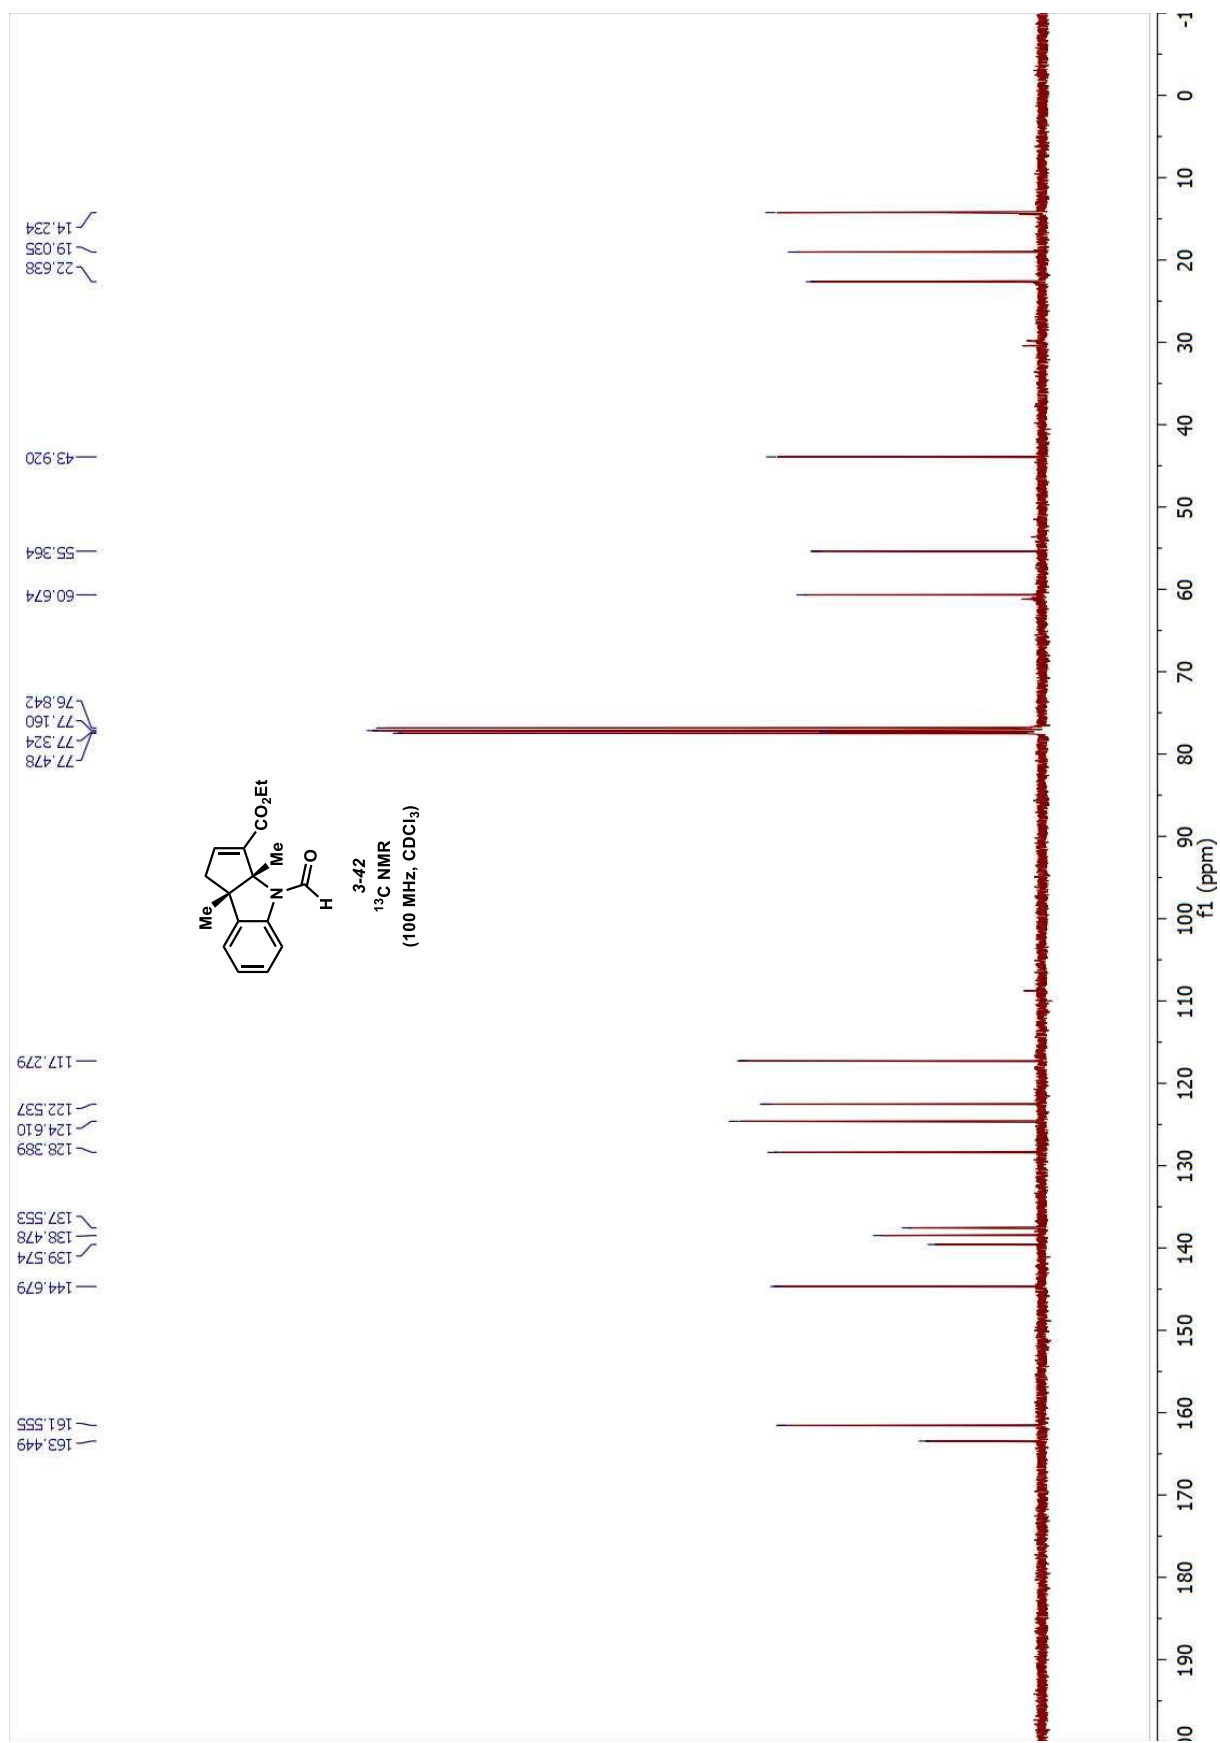 163.449
161.555
144.679
139.574
138.478
137.553
128.389
124.610
122.537
117.279
77.478
77.324
77.160
76.842
60.674
55.364
43.920
22.638
19.035
14.234
Me
CO₂Et
Me
N
O
H
3-42
¹³C NMR
(100 MHz, CDCl₃)
00 190 180 170 160 150 140 130 120 110 100 90 80 70 60 50 40 30 20 10 0 -1
f1 (ppm)